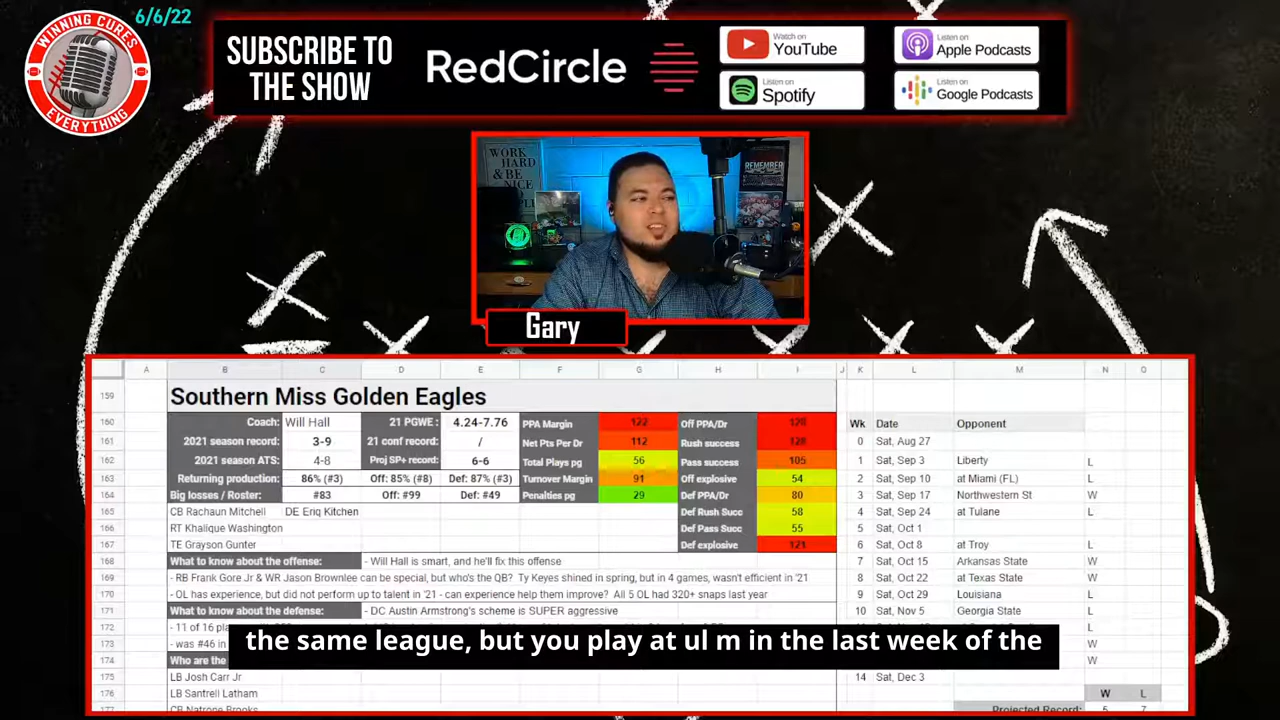 6/6/22
WINNING CURES
EVERYTHING
SUBSCRIBE TO
THE SHOW
RedCircle
Watch on
YouTube
Listen on
Spotify
Listen on
Apple Podcasts
Listen on
Google Podcasts
WORK
HARD
& BE
NICE
REMEMBER
Gary
A B C D E F G H I J K L M N O
159 Southern Miss Golden Eagles
160 Coach: Will Hall 21 PGWE: 4.24-7.76 PPA Margin 122 Off PPA/Dr 120 Wk Date Opponent
161 2021 season record: 3-9 21 conf record: / Net Pts Per Dr 112 Rush success 128 0 Sat, Aug 27
162 2021 season ATS: 4-8 Proj SP+ record: 6-6 Total Plays pg 56 Pass success 105 1 Sat, Sep 3 Liberty L
163 Returning production: 86% (#3) Off: 85% (#8) Def: 87% (#3) Turnover Margin 91 Off explosive 54 2 Sat, Sep 10 at Miami (FL) L
164 Big losses / Roster: #83 Off: #99 Def: #49 Penalties pg 29 Def PPA/Dr 80 3 Sat, Sep 17 Northwestern St W
165 CB Rachaun Mitchell DE Eriq Kitchen Def Rush Succ 58 4 Sat, Sep 24 at Tulane L
166 RT Khalique Washington Def Pass Succ 55 5 Sat, Oct 1
167 TE Grayson Gunter Def explosive 121 6 Sat, Oct 8 at Troy L
168 What to know about the offense: - Will Hall is smart, and he'll fix this offense 7 Sat, Oct 15 Arkansas State W
169 - RB Frank Gore Jr & WR Jason Brownlee can be special, but who's the QB? Ty Keyes shined in spring, but in 4 games, wasn't efficient in '21 8 Sat, Oct 22 at Texas State W
170 - OL has experience, but did not perform up to talent in '21 - can experience help them improve? All 5 OL had 320+ snaps last year 9 Sat, Oct 29 Louisiana L
171 What to know about the defense: - DC Austin Armstrong's scheme is SUPER aggressive 10 Sat, Nov 5 Georgia State L
172 - 11 of 16 L
173 - was #46 in W
174 Who are the W
the same league, but you play at ul m in the last week of the
175 LB Josh Carr Jr 14 Sat, Dec 3
176 LB Santrell Latham W L
177 CB Natrone Brooks Projected Record: 5 7